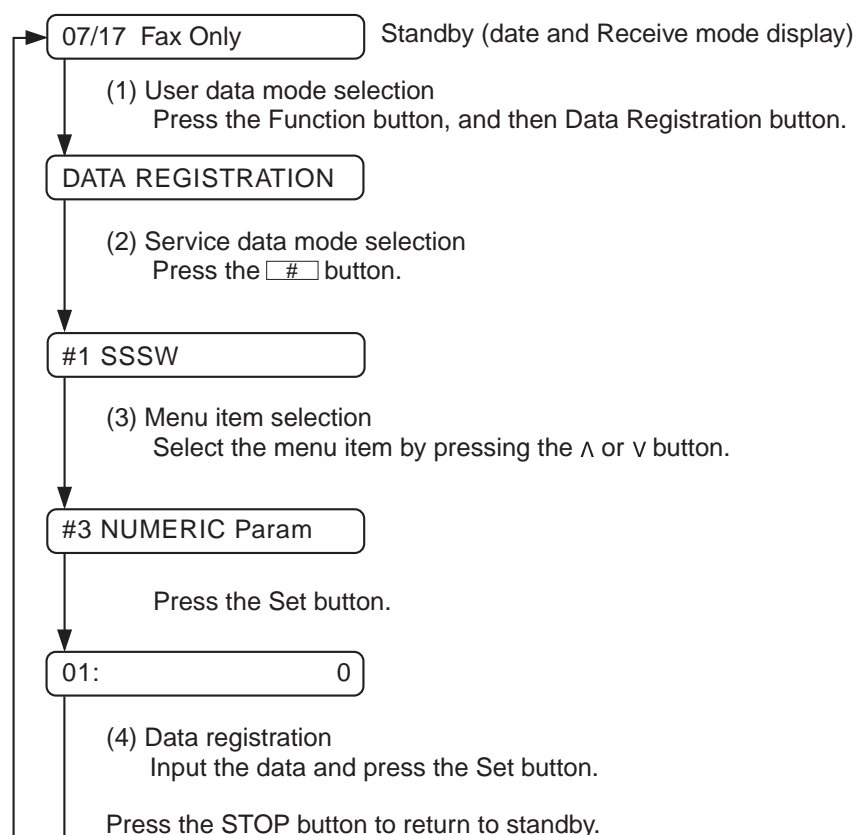 07/17 Fax Only Standby (date and Receive mode display)
(1) User data mode selection
Press the Function button, and then Data Registration button.
DATA REGISTRATION
(2) Service data mode selection
Press the # button.
#1 SSSW
(3) Menu item selection
Select the menu item by pressing the ∧ or ∨ button.
#3 NUMERIC Param
Press the Set button.
01: 0
(4) Data registration
Input the data and press the Set button.
Press the STOP button to return to standby.